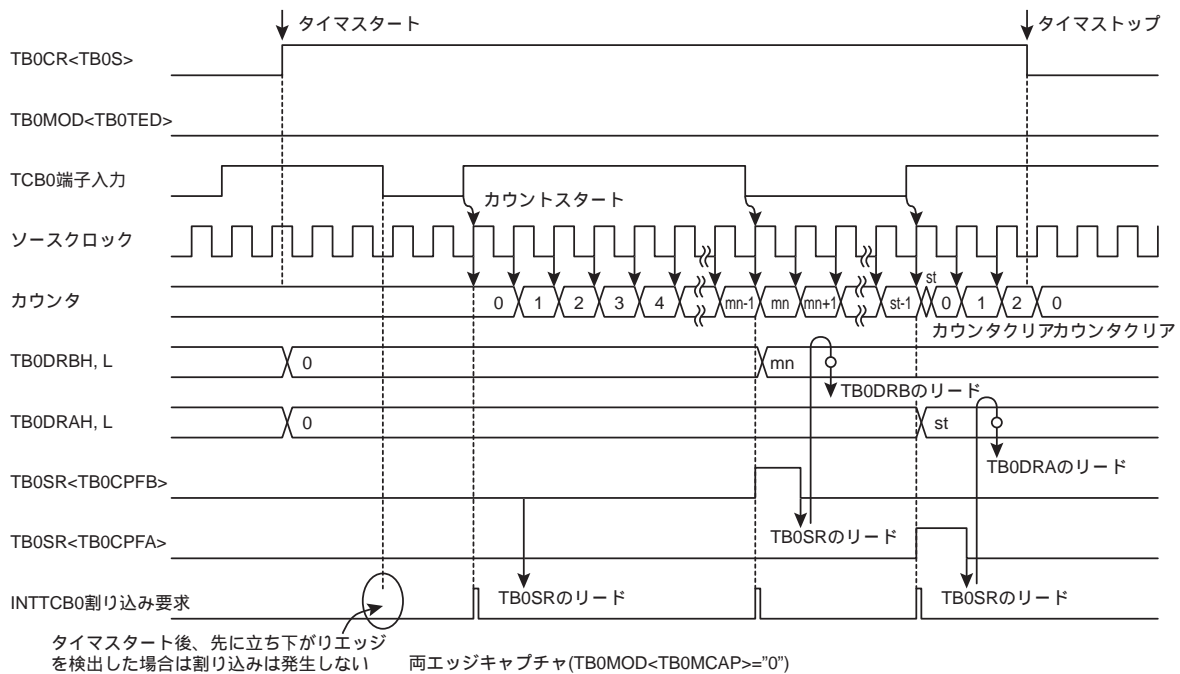 タイマスタート
タイマストップ
TB0CR<TB0S>
TB0MOD<TB0TED>
TCB0端子入力
カウントスタート
ソースクロック
カウンタ
0 1 2 3 4 mn-1 mn mn+1 st-1 st 0 1 2 0
カウンタクリア カウンタクリア
TB0DRBH, L
0 mn
TB0DRBのリード
TB0DRAH, L
0 st
TB0DRAのリード
TB0SR<TB0CPFB>
TB0SRのリード
TB0SR<TB0CPFA>
TB0SRのリード
TB0SRのリード
INTTCB0割り込み要求
タイマスタート後、先に立ち下がりエッジ
を検出した場合は割り込みは発生しない
両エッジキャプチャ(TB0MOD<TB0MCAP>="0")